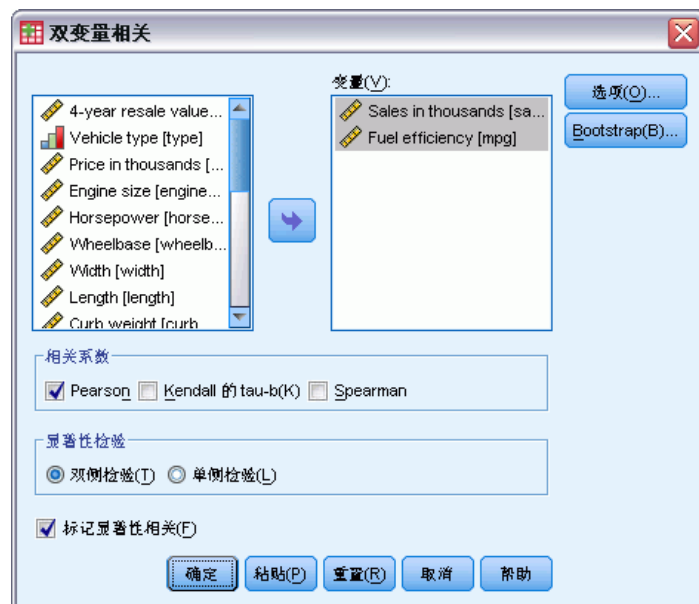 双变量相关
变量(V):
4-year resale value...
Vehicle type [type]
Price in thousands [...
Engine size [engine...
Horsepower [horse...
Wheelbase [wheelb...
Width [width]
Length [length]
Curb weight [curb
Sales in thousands [sa...
Fuel efficiency [mpg]
选项(O)...
Bootstrap(B)...
相关系数
Pearson Kendall 的 tau-b(K) Spearman
显著性检验
双侧检验(T) 单侧检验(L)
标记显著性相关(F)
确定 粘贴(P) 重置(R) 取消 帮助